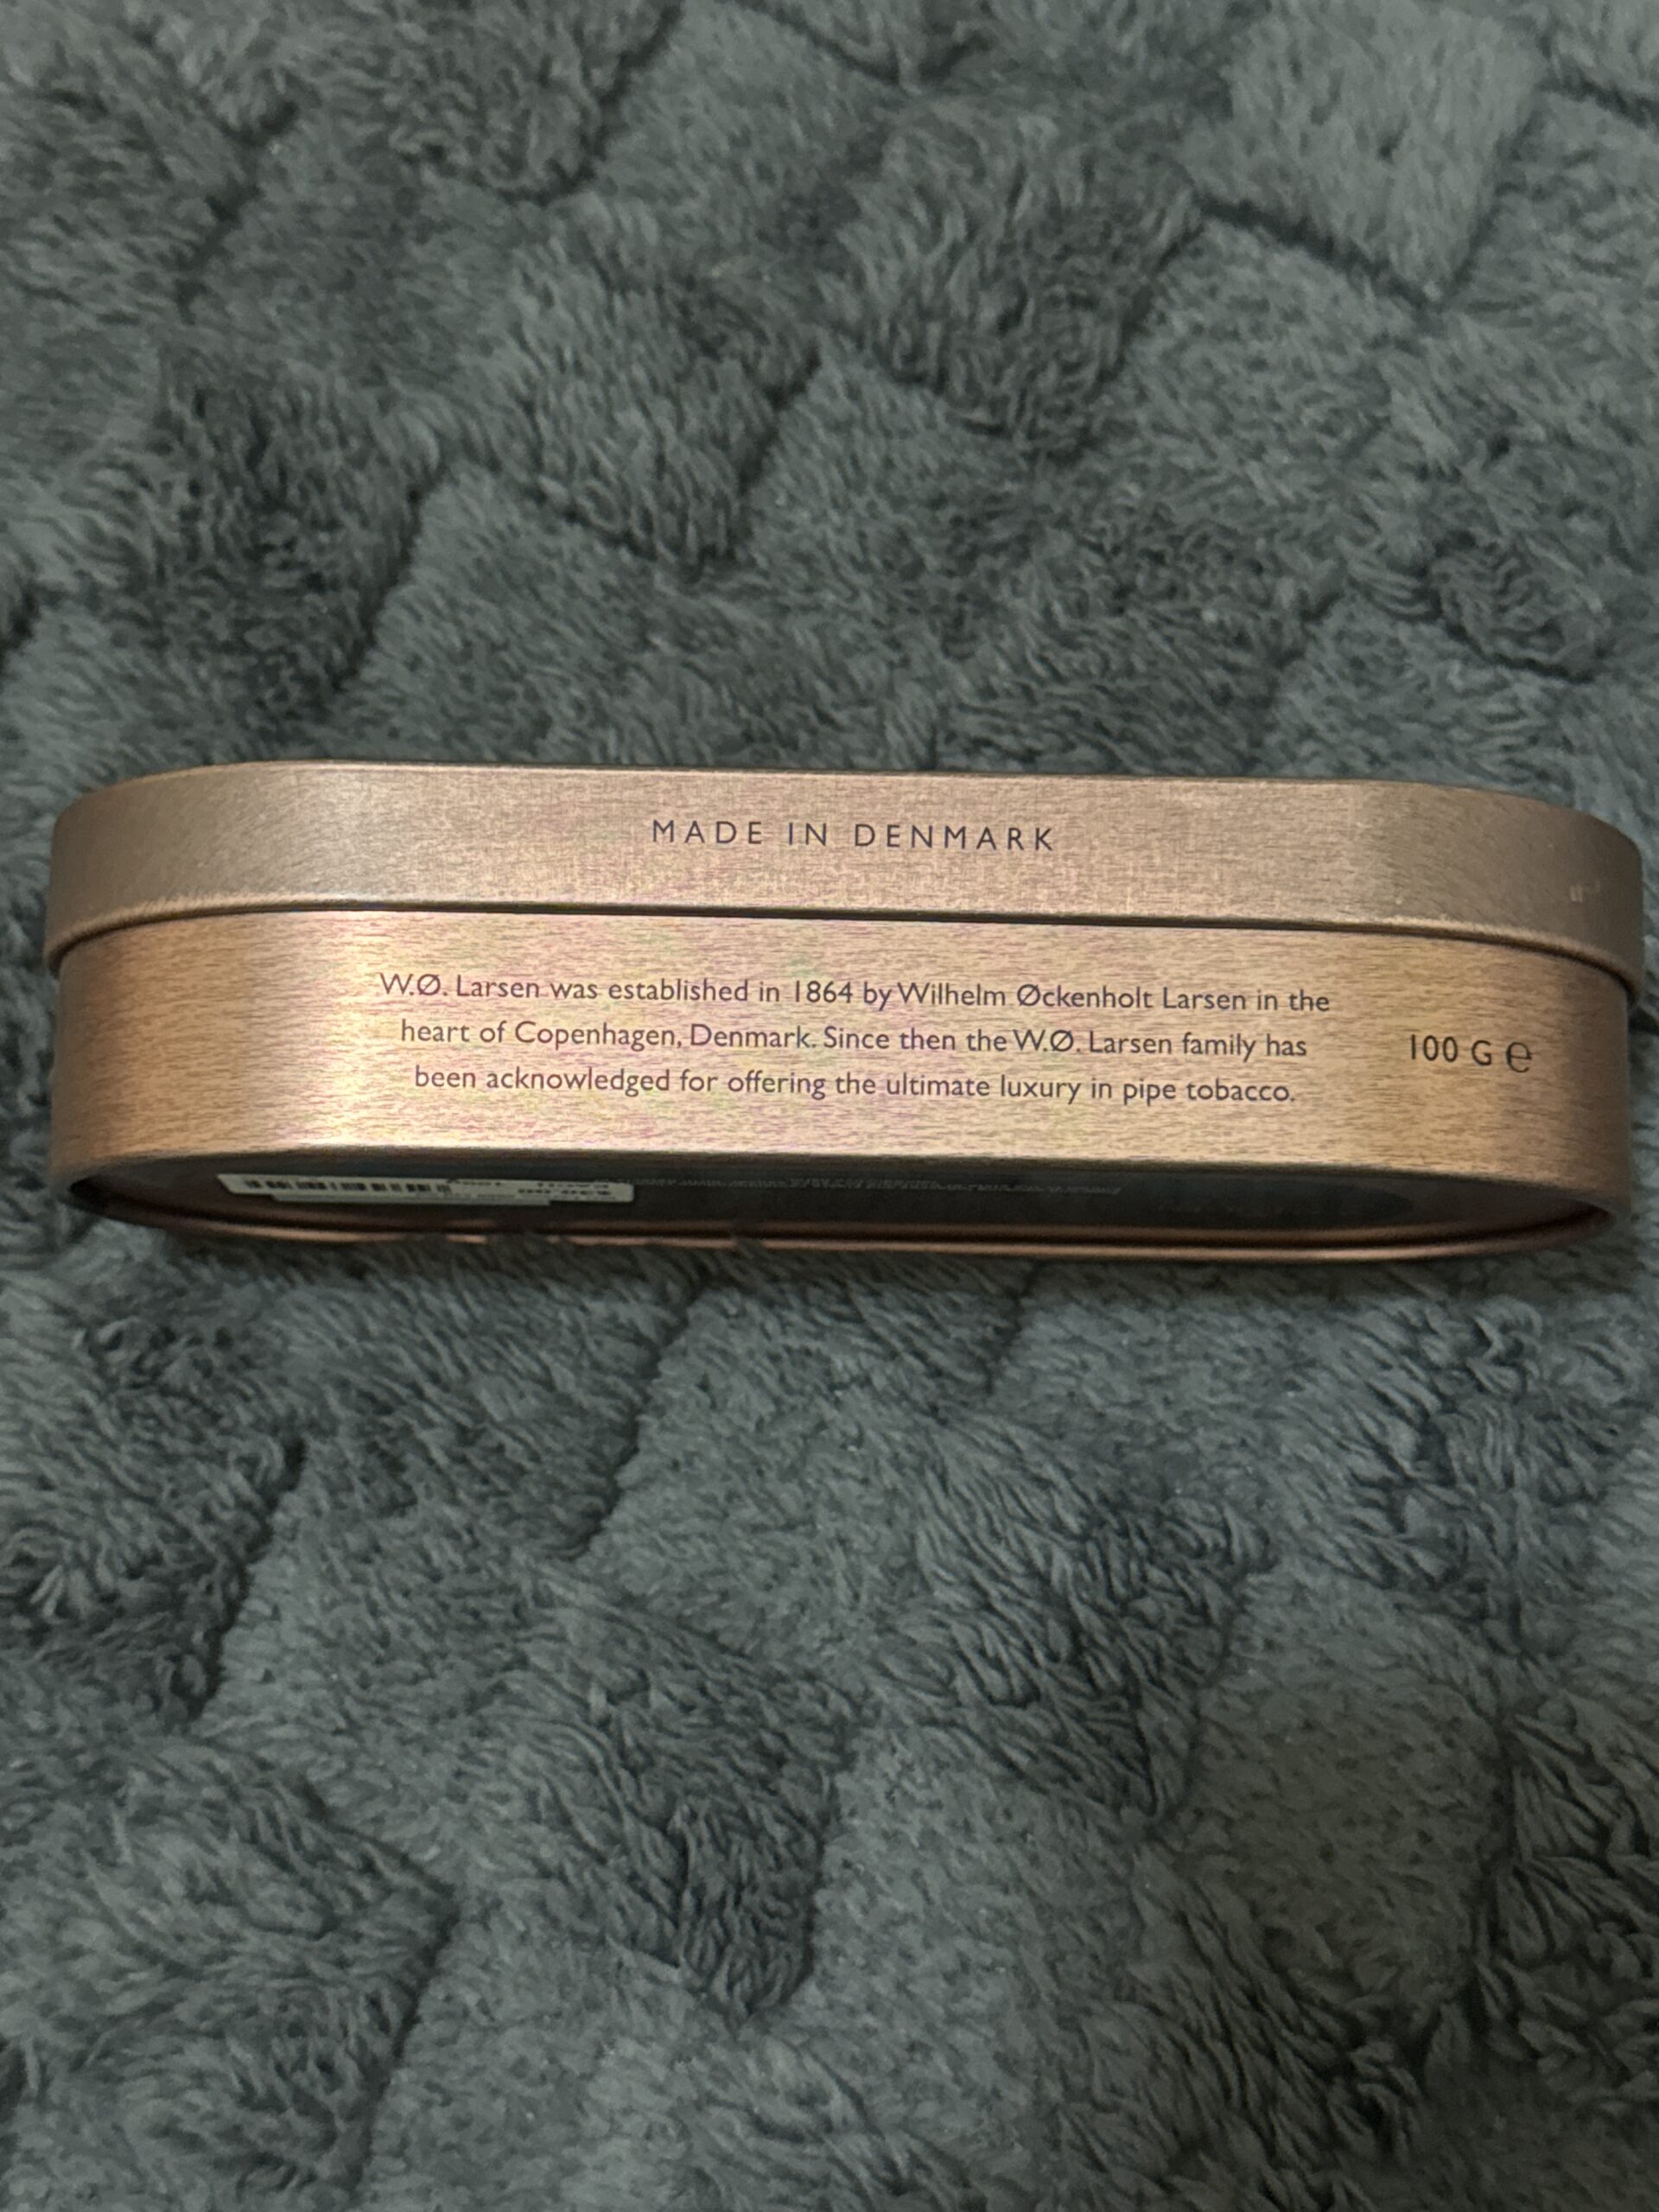 MADE IN DENMARK
W.Ø. Larsen was established in 1864 by Wilhelm Øckenholt Larsen in the
heart of Copenhagen, Denmark. Since then the W.Ø. Larsen family has
been acknowledged for offering the ultimate luxury in pipe tobacco.
100 G ℮